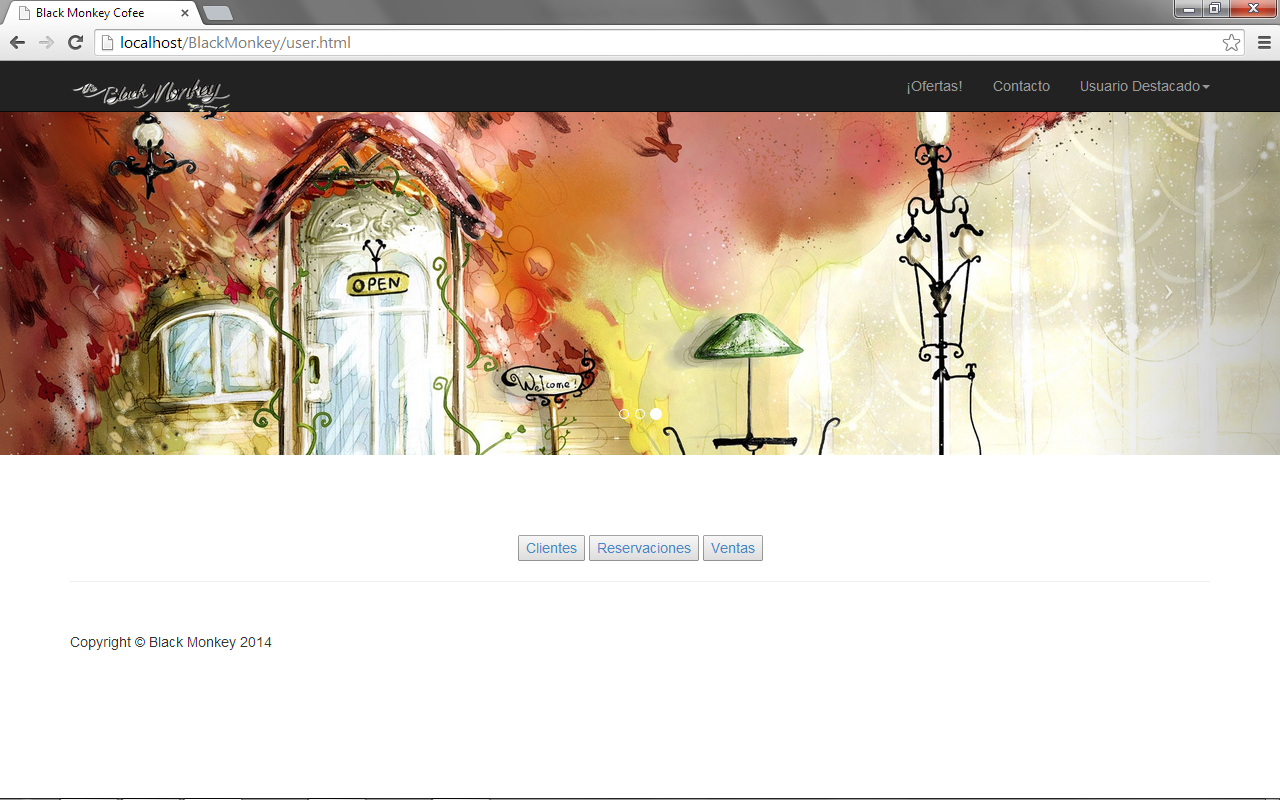 Black Monkey Cofee
localhost/BlackMonkey/user.html
The Black Monkey
¡Ofertas! Contacto Usuario Destacado
OPEN
Welcome!
Clientes Reservaciones Ventas
Copyright © Black Monkey 2014